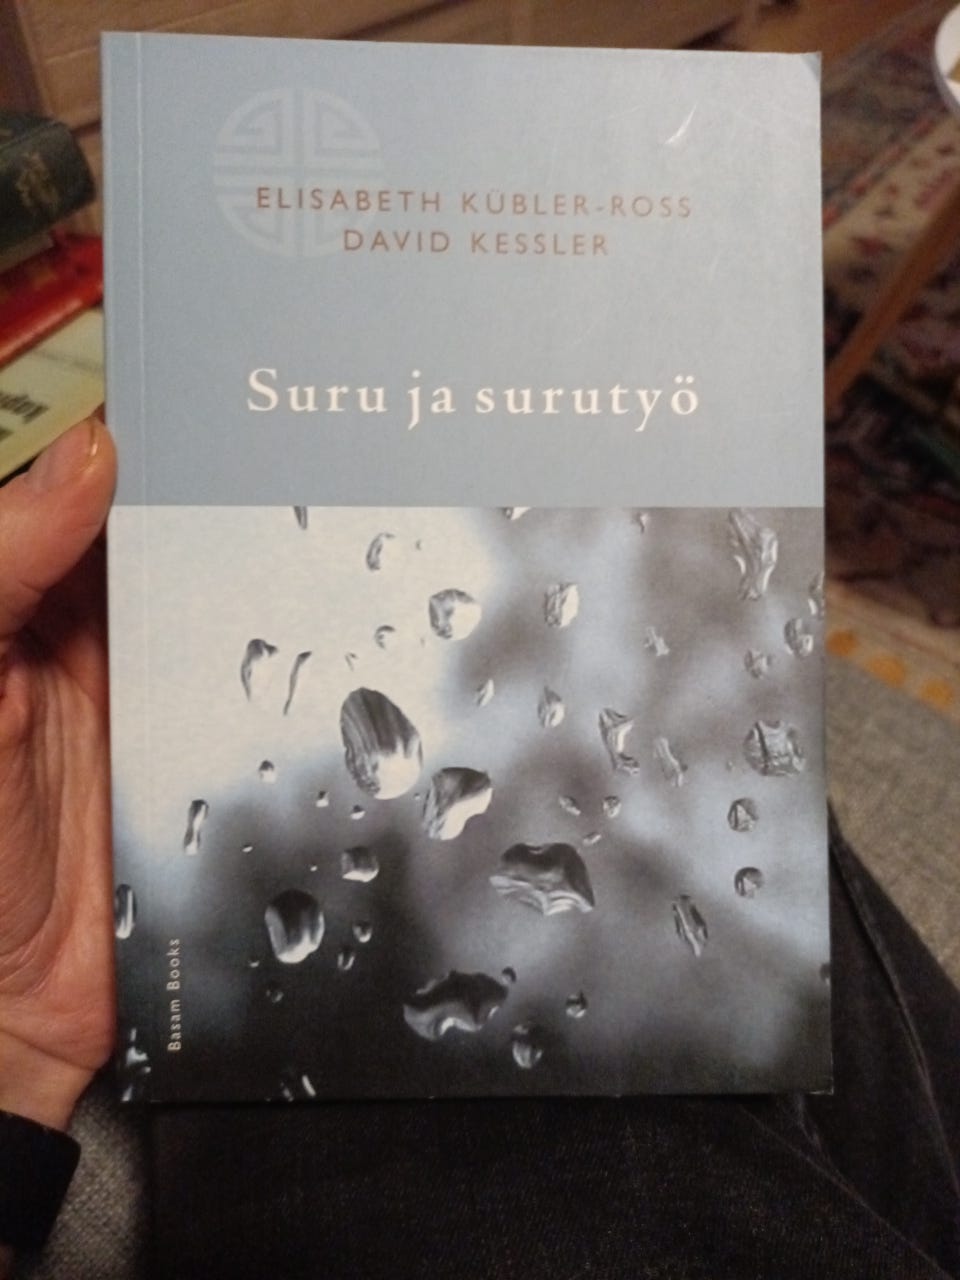 ELISABETH KÜBLER-ROSS
DAVID KESSLER
Suru ja surutyö
Basam Books